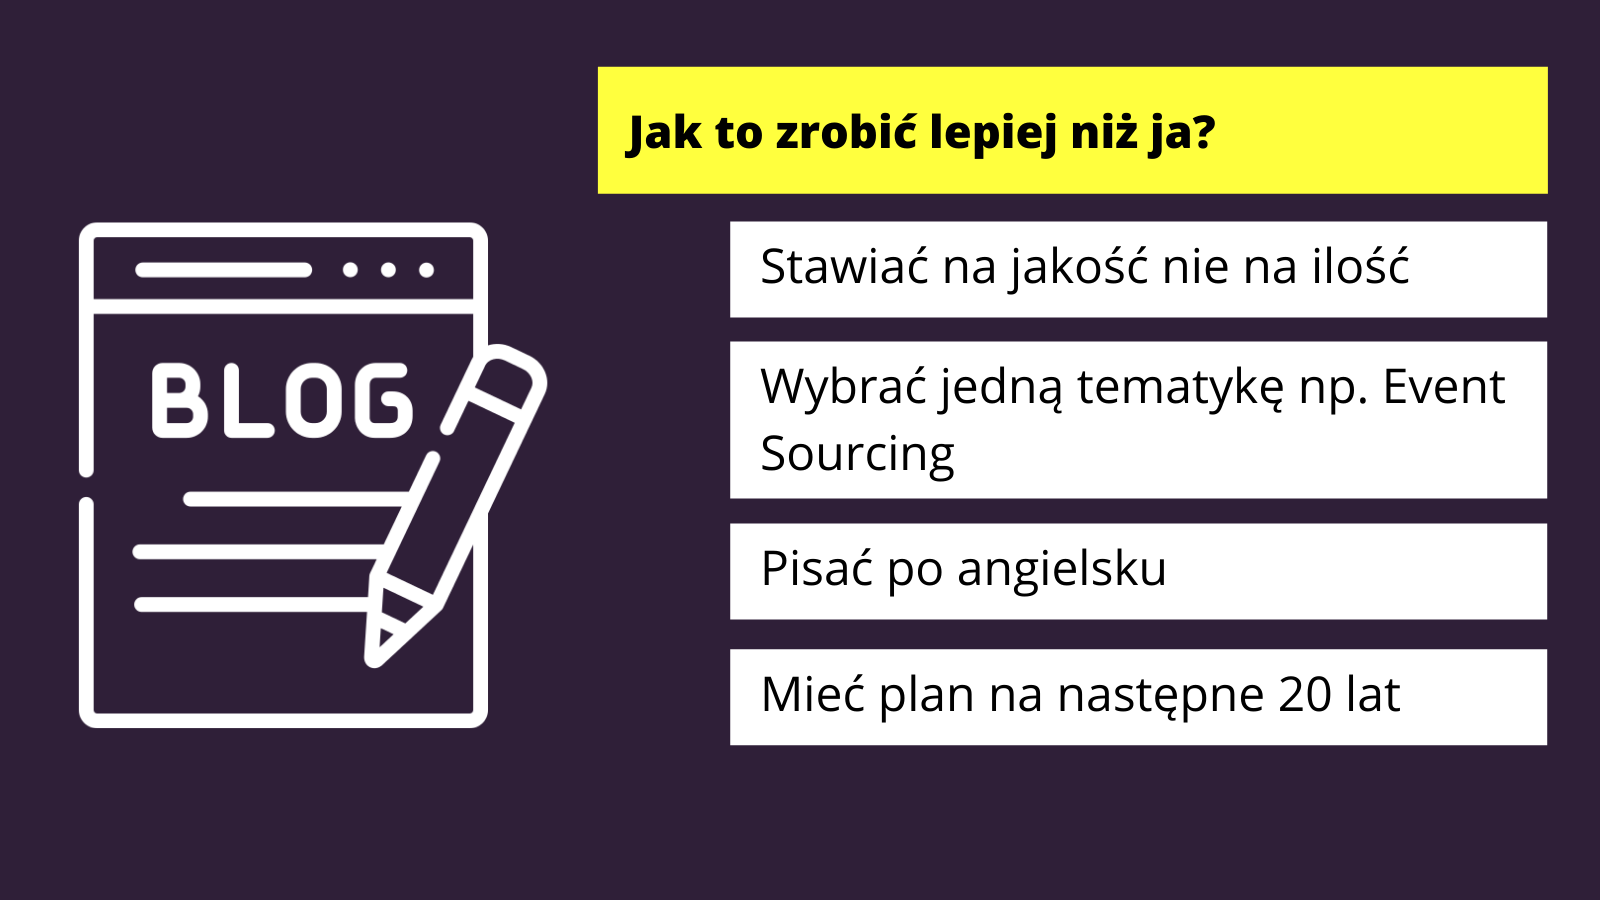 Jak to zrobić lepiej niż ja?
BLOG
Stawiać na jakość nie na ilość
Wybrać jedną tematykę np. Event
Sourcing
Pisać po angielsku
Mieć plan na następne 20 lat